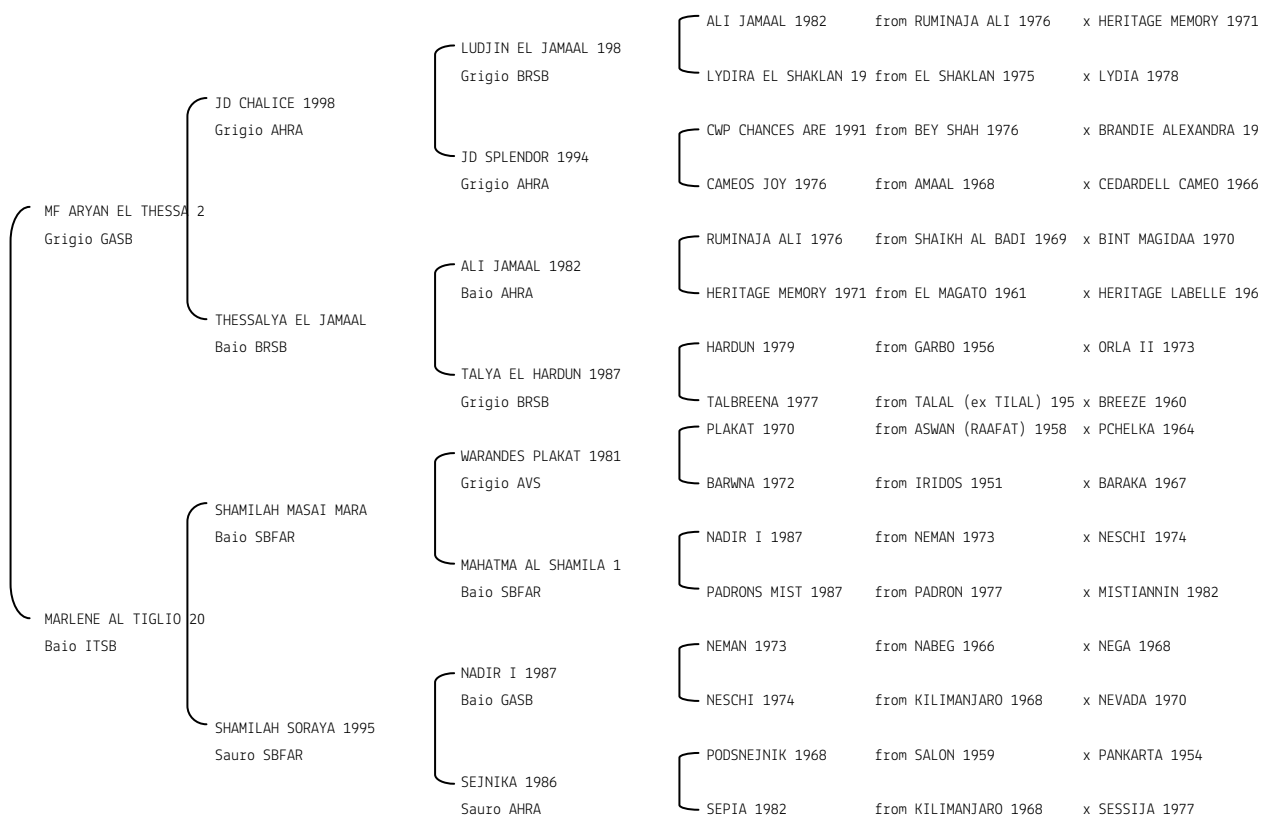 ALI JAMAAL 1982 from RUMINAJA ALI 1976 x HERITAGE MEMORY 1971
LUDJIN EL JAMAAL 198
Grigio BRSB
LYDIRA EL SHAKLAN 19 from EL SHAKLAN 1975 x LYDIA 1978
JD CHALICE 1998
Grigio AHRA
CWP CHANCES ARE 1991 from BEY SHAH 1976 x BRANDIE ALEXANDRA 19
JD SPLENDOR 1994
Grigio AHRA
CAMEOS JOY 1976 from AMAAL 1968 x CEDARDELL CAMEO 1966
MF ARYAN EL THESSA 2
Grigio GASB
RUMINAJA ALI 1976 from SHAIKH AL BADI 1969 x BINT MAGIDAA 1970
ALI JAMAAL 1982
Baio AHRA
HERITAGE MEMORY 1971 from EL MAGATO 1961 x HERITAGE LABELLE 196
THESSALYA EL JAMAAL
Baio BRSB
HARDUN 1979 from GARBO 1956 x ORLA II 1973
TALYA EL HARDUN 1987
Grigio BRSB
TALBREENA 1977 from TALAL (ex TILAL) 195 x BREEZE 1960
PLAKAT 1970 from ASWAN (RAAFAT) 1958 x PCHELKA 1964
WARANDES PLAKAT 1981
Grigio AVS
BARWNA 1972 from IRIDOS 1951 x BARAKA 1967
SHAMILAH MASAI MARA
Baio SBFAR
NADIR I 1987 from NEMAN 1973 x NESCHI 1974
MAHATMA AL SHAMILA 1
Baio SBFAR
PADRONS MIST 1987 from PADRON 1977 x MISTIANNIN 1982
MARLENE AL TIGLIO 20
Baio ITSB
NEMAN 1973 from NABEG 1966 x NEGA 1968
NADIR I 1987
Baio GASB
NESCHI 1974 from KILIMANJARO 1968 x NEVADA 1970
SHAMILAH SORAYA 1995
Sauro SBFAR
PODSNEJNIK 1968 from SALON 1959 x PANKARTA 1954
SEJNIKA 1986
Sauro AHRA
SEPIA 1982 from KILIMANJARO 1968 x SESSIJA 1977